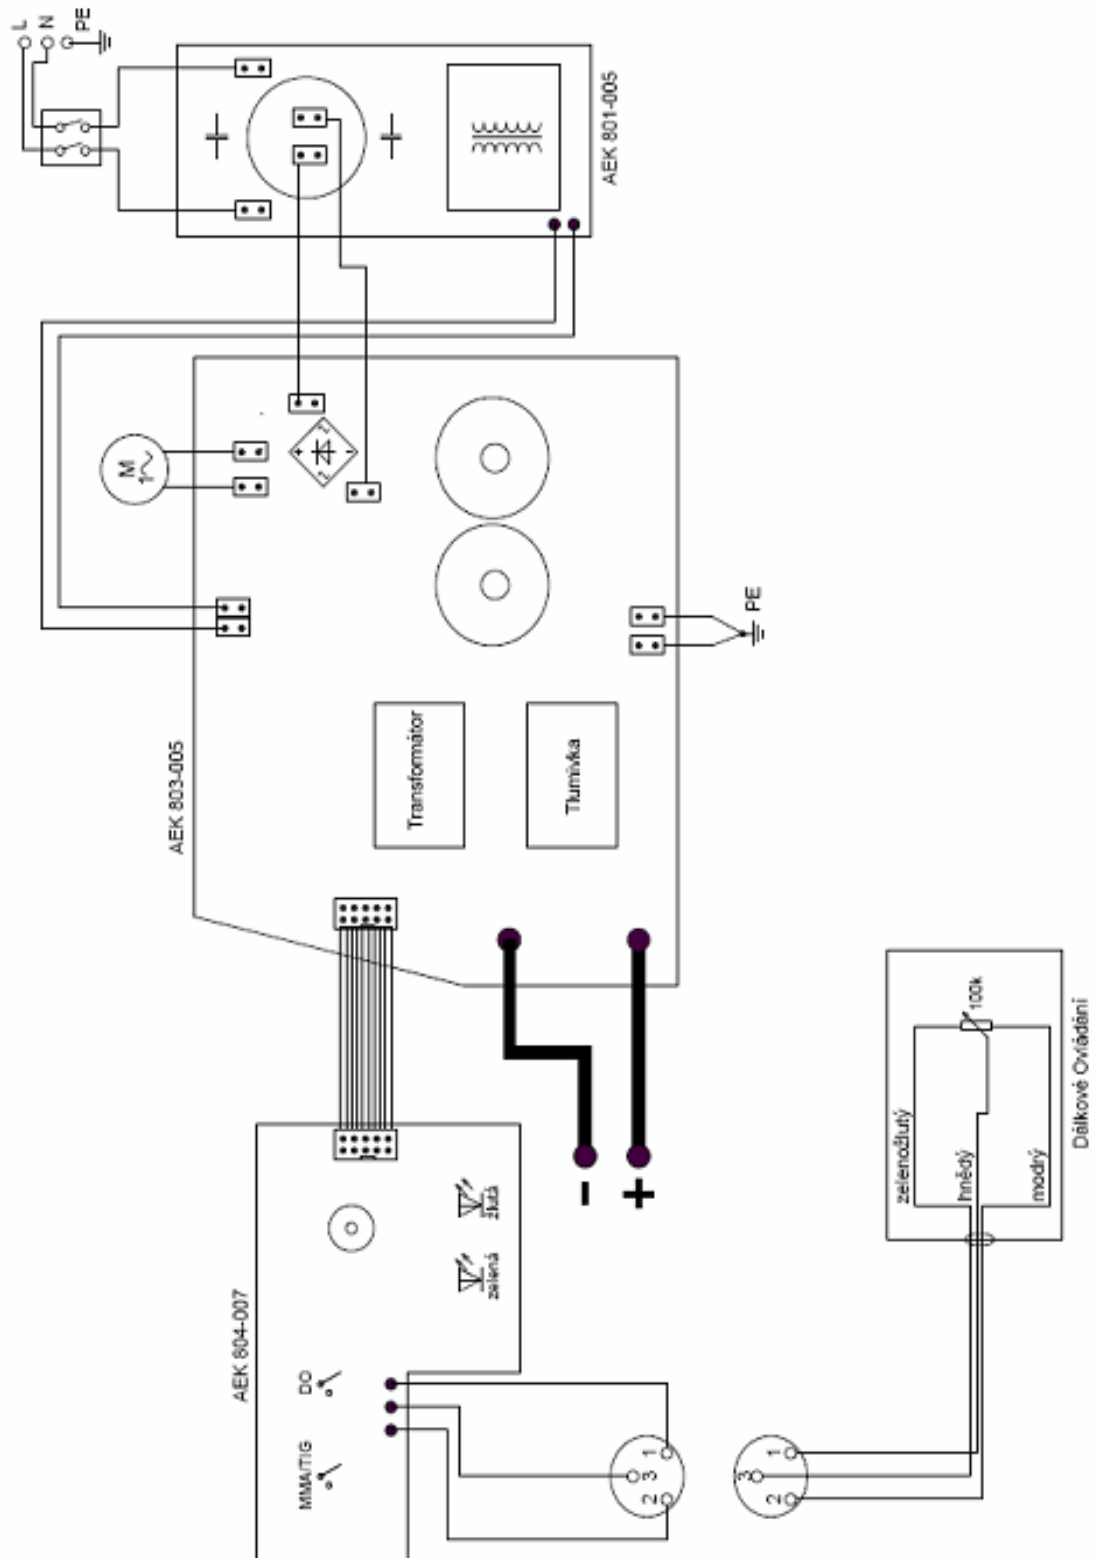 L
N
PE
AEK 801-005
M
1
+
-
PE
AEK 803-005
Transformátor
Tlumivka
-
+
AEK 804-007
žlutá
zelená
DO
MMA/TIG
1
3
2
1
3
2
100k
zelenožlutý
hnědý
modrý
Dálkové Ovládání